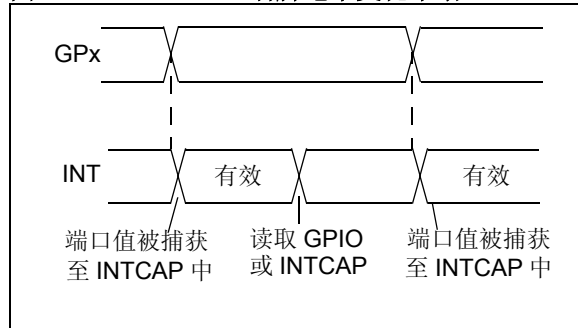 GPx
INT
有效
有效
端口值被捕获
至 INTCAP 中
读取 GPIO
或 INTCAP
端口值被捕获
至 INTCAP 中